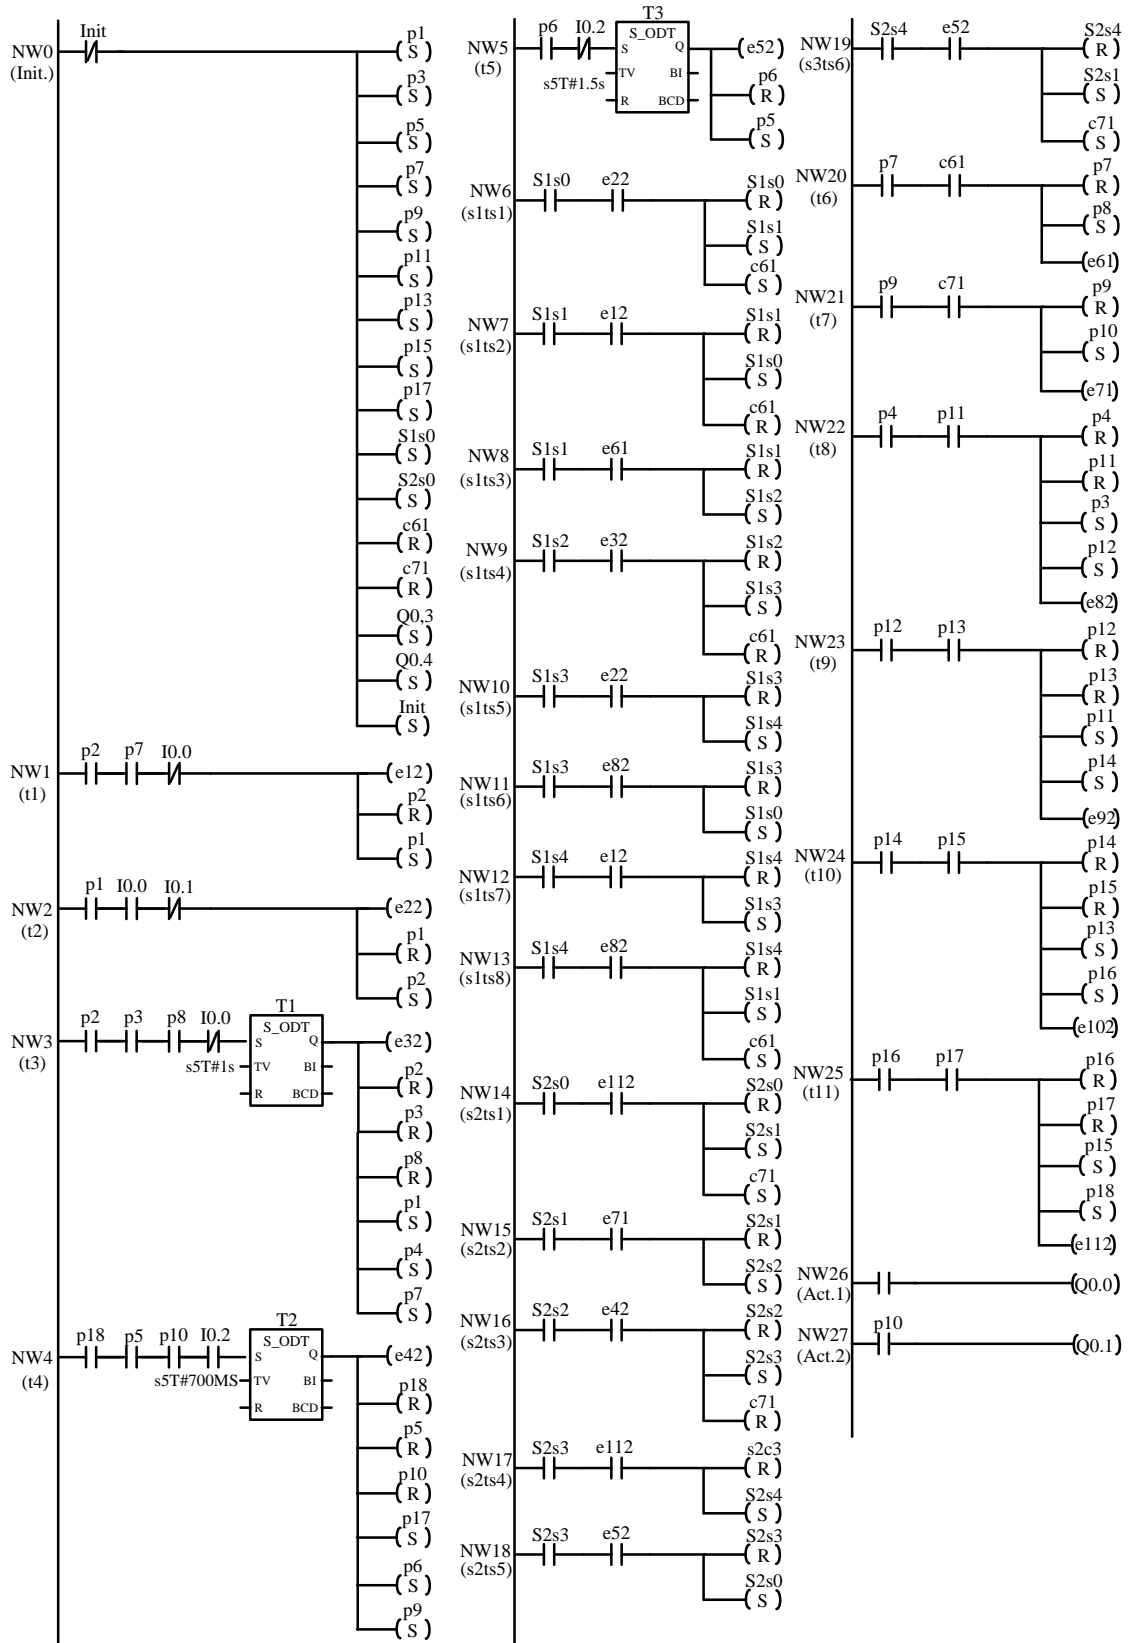 Init
p1
NW0
S
(Init.)
p3
S
p5
S
p7
S
p9
S
p11
S
p13
S
p15
S
p17
S
S1s0
S
S2s0
S
c61
R
c71
R
Q0,3
S
Q0.4
S
Init
S
p2 p7 I0.0
NW1
e12
(t1)
p2
R
p1
S
p1 I0.0 I0.1
NW2
e22
(t2)
p1
R
p2
S
T1
p2 p3 p8 I0.0
S_ODT
NW3
S Q
e32
(t3)
s5T#1s
TV BI
R BCD
p2
R
p3
R
p8
R
p1
S
p4
S
p7
S
T2
p18 p5 p10 I0.2
S_ODT
NW4
S Q
e42
(t4)
s5T#700MS
TV BI
R BCD
p18
R
p5
R
p10
R
p17
S
p6
S
p9
S
T3
p6 I0.2
S_ODT
NW5
S Q
e52
(t5)
s5T#1.5s
TV BI
R BCD
p6
R
p5
S
S1s0 e22
S1s0
NW6
R
(s1ts1)
S1s1
S
c61
S
S1s1 e12
S1s1
NW7
R
(s1ts2)
S1s0
S
c61
R
S1s1 e61
S1s1
NW8
R
(s1ts3)
S1s2
S
S1s2 e32
S1s2
NW9
R
(s1ts4)
S1s3
S
c61
R
S1s3 e22
S1s3
NW10
R
(s1ts5)
S1s4
S
S1s3 e82
S1s3
NW11
R
(s1ts6)
S1s0
S
S1s4 e12
S1s4
NW12
R
(s1ts7)
S1s3
S
S1s4 e82
S1s4
NW13
R
(s1ts8)
S1s1
S
c61
S
S2s0 e112
S2s0
NW14
R
(s2ts1)
S2s1
S
c71
S
S2s1 e71
S2s1
NW15
R
(s2ts2)
S2s2
S
S2s2 e42
S2s2
NW16
R
(s2ts3)
S2s3
S
c71
R
S2s3 e112
s2c3
NW17
R
(s2ts4)
S2s4
S
S2s3 e52
S2s3
NW18
R
(s2ts5)
S2s0
S
S2s4 e52
S2s4
NW19
R
(s3ts6)
S2s1
S
c71
S
p7 c61
p7
NW20
R
(t6)
p8
S
e61
p9 c71
p9
NW21
R
(t7)
p10
S
e71
p4 p11
p4
NW22
R
(t8)
p11
R
p3
S
p12
S
e82
p12 p13
p12
NW23
R
(t9)
p13
R
p11
S
p14
S
e92
p14 p15
p14
NW24
R
(t10)
p15
R
p13
S
p16
S
e102
p16 p17
p16
NW25
R
(t11)
p17
R
p15
S
p18
S
e112
NW26
Q0.0
(Act.1)
p10
NW27
Q0.1
(Act.2)